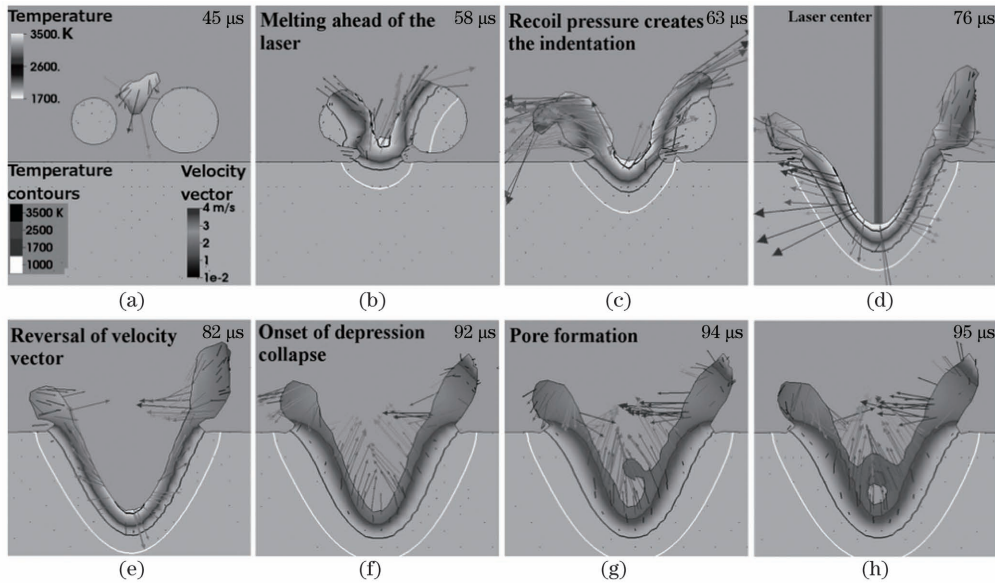 Temperature
45 μs
3500. K
2600.
1700.
Temperature
contours
Velocity
vector
3500 K
2500
1700
1000
4 m/s
3
2
1
1e-2
(a)
Melting ahead of the
laser
58 μs
(b)
Recoil pressure creates
the indentation
63 μs
(c)
Laser center
76 μs
(d)
Reversal of velocity
vector
82 μs
(e)
Onset of depression
collapse
92 μs
(f)
Pore formation
94 μs
(g)
95 μs
(h)